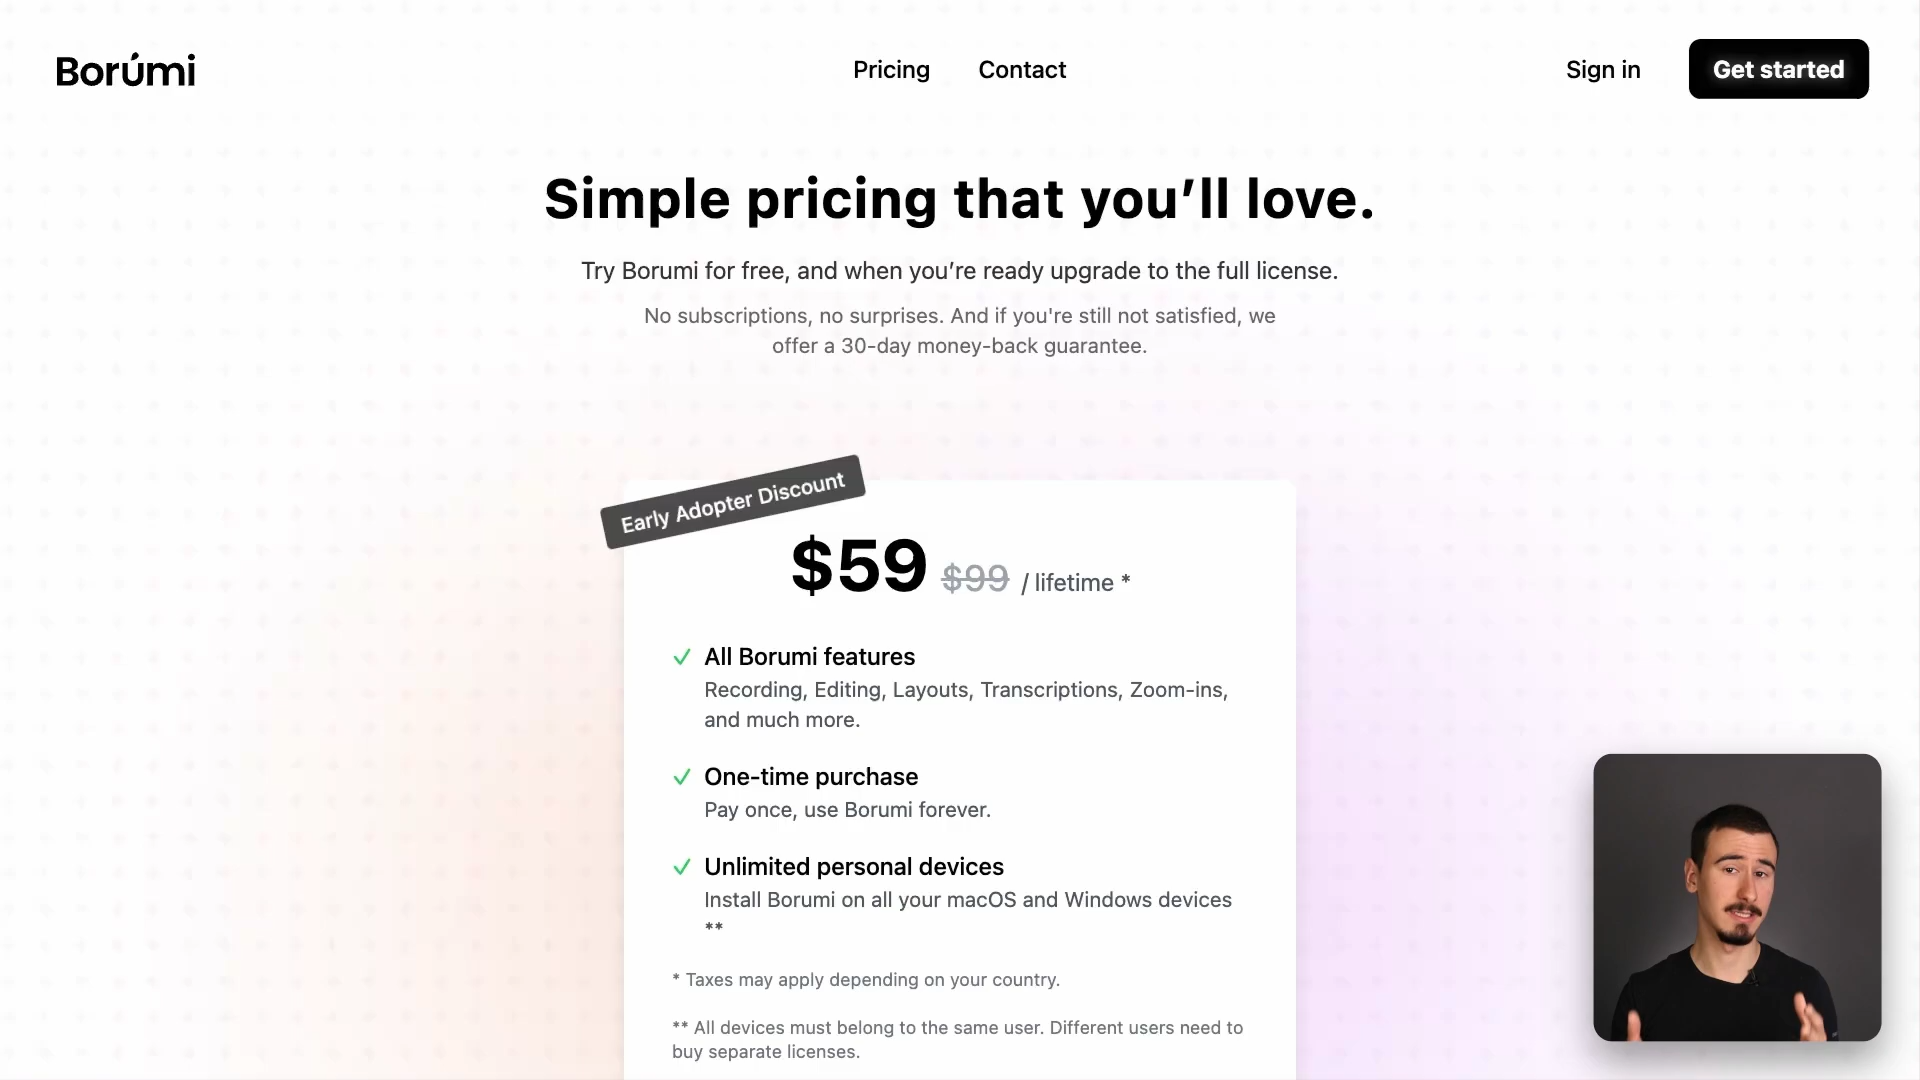 Borúmi
Pricing
Contact
Sign in
Get started
Simple pricing that you’ll love.
Try Borumi for free, and when you’re ready upgrade to the full license.
No subscriptions, no surprises. And if you're still not satisfied, we
offer a 30-day money-back guarantee.
Early Adopter Discount
$59 $99 / lifetime *
All Borumi features
Recording, Editing, Layouts, Transcriptions, Zoom-ins,
and much more.
One-time purchase
Pay once, use Borumi forever.
Unlimited personal devices
Install Borumi on all your macOS and Windows devices
**
* Taxes may apply depending on your country.
** All devices must belong to the same user. Different users need to
buy separate licenses.